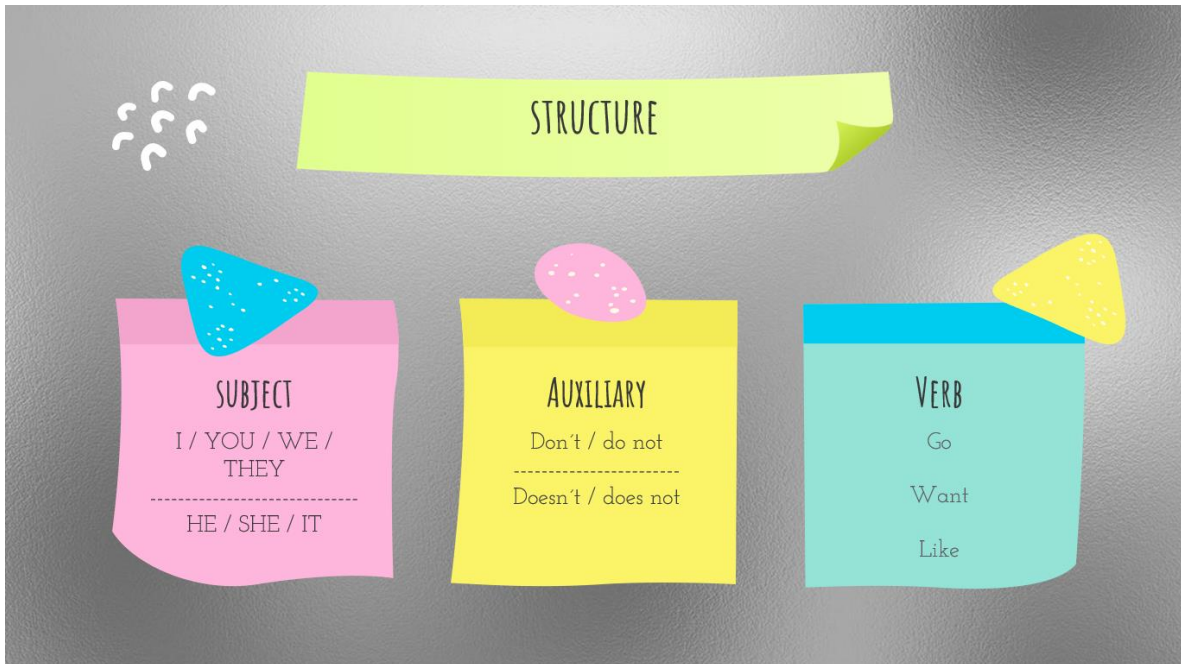 STRUCTURE
SUBJECT
I / YOU / WE /
THEY
---------------------------
HE / SHE / IT
AUXILIARY
Don´t / do not
---------------------
Doesn´t / does not
VERB
Go
Want
Like